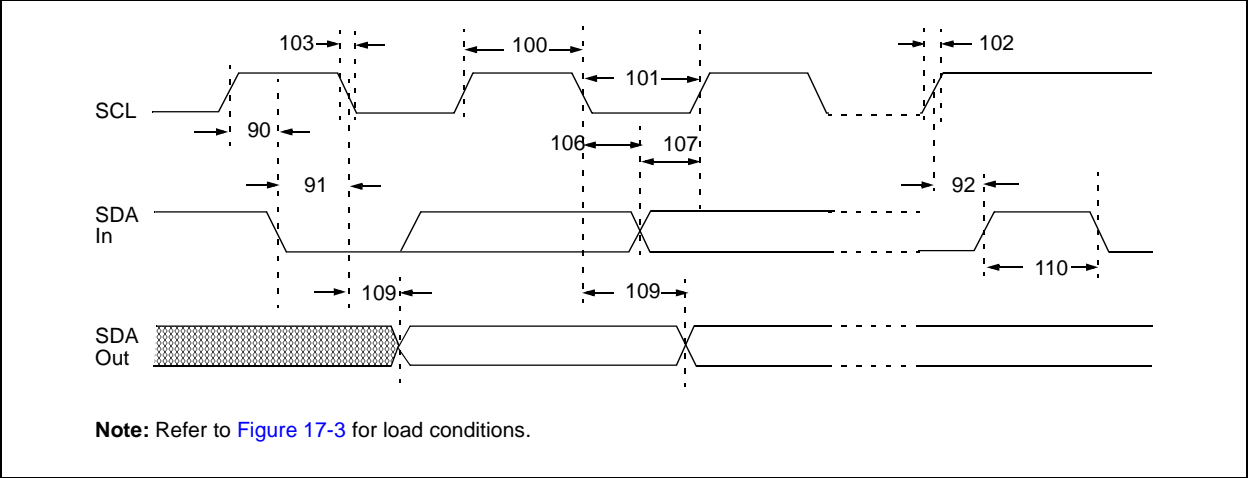 103
100
102
101
SCL
90
106
107
91
92
SDA
In
110
109
109
SDA
Out
Note: Refer to Figure 17-3 for load conditions.